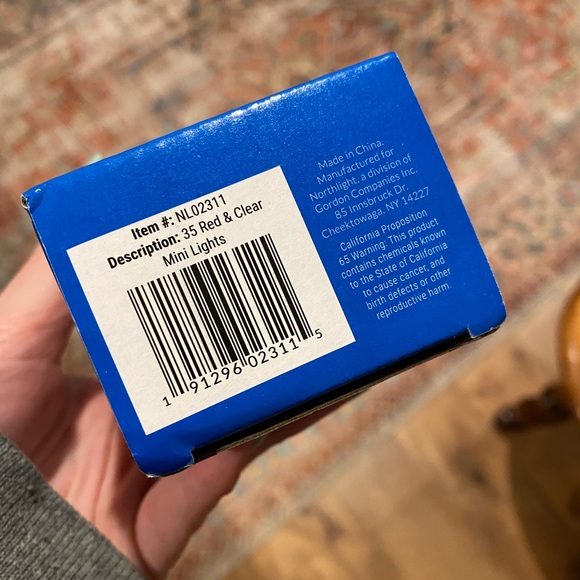 Item #: NL02311
Description: 35 Red & Clear
Mini Lights
1 91296 02311 5
Made in China.
Manufactured for
Northlight, a division of
Gordon Companies Inc.
85 Innsbruck Dr.
Cheektowaga, NY 14227
California Proposition
65 Warning. This product
contains chemicals known
to the State of California
to cause cancer, and
birth defects or other
reproductive harm.